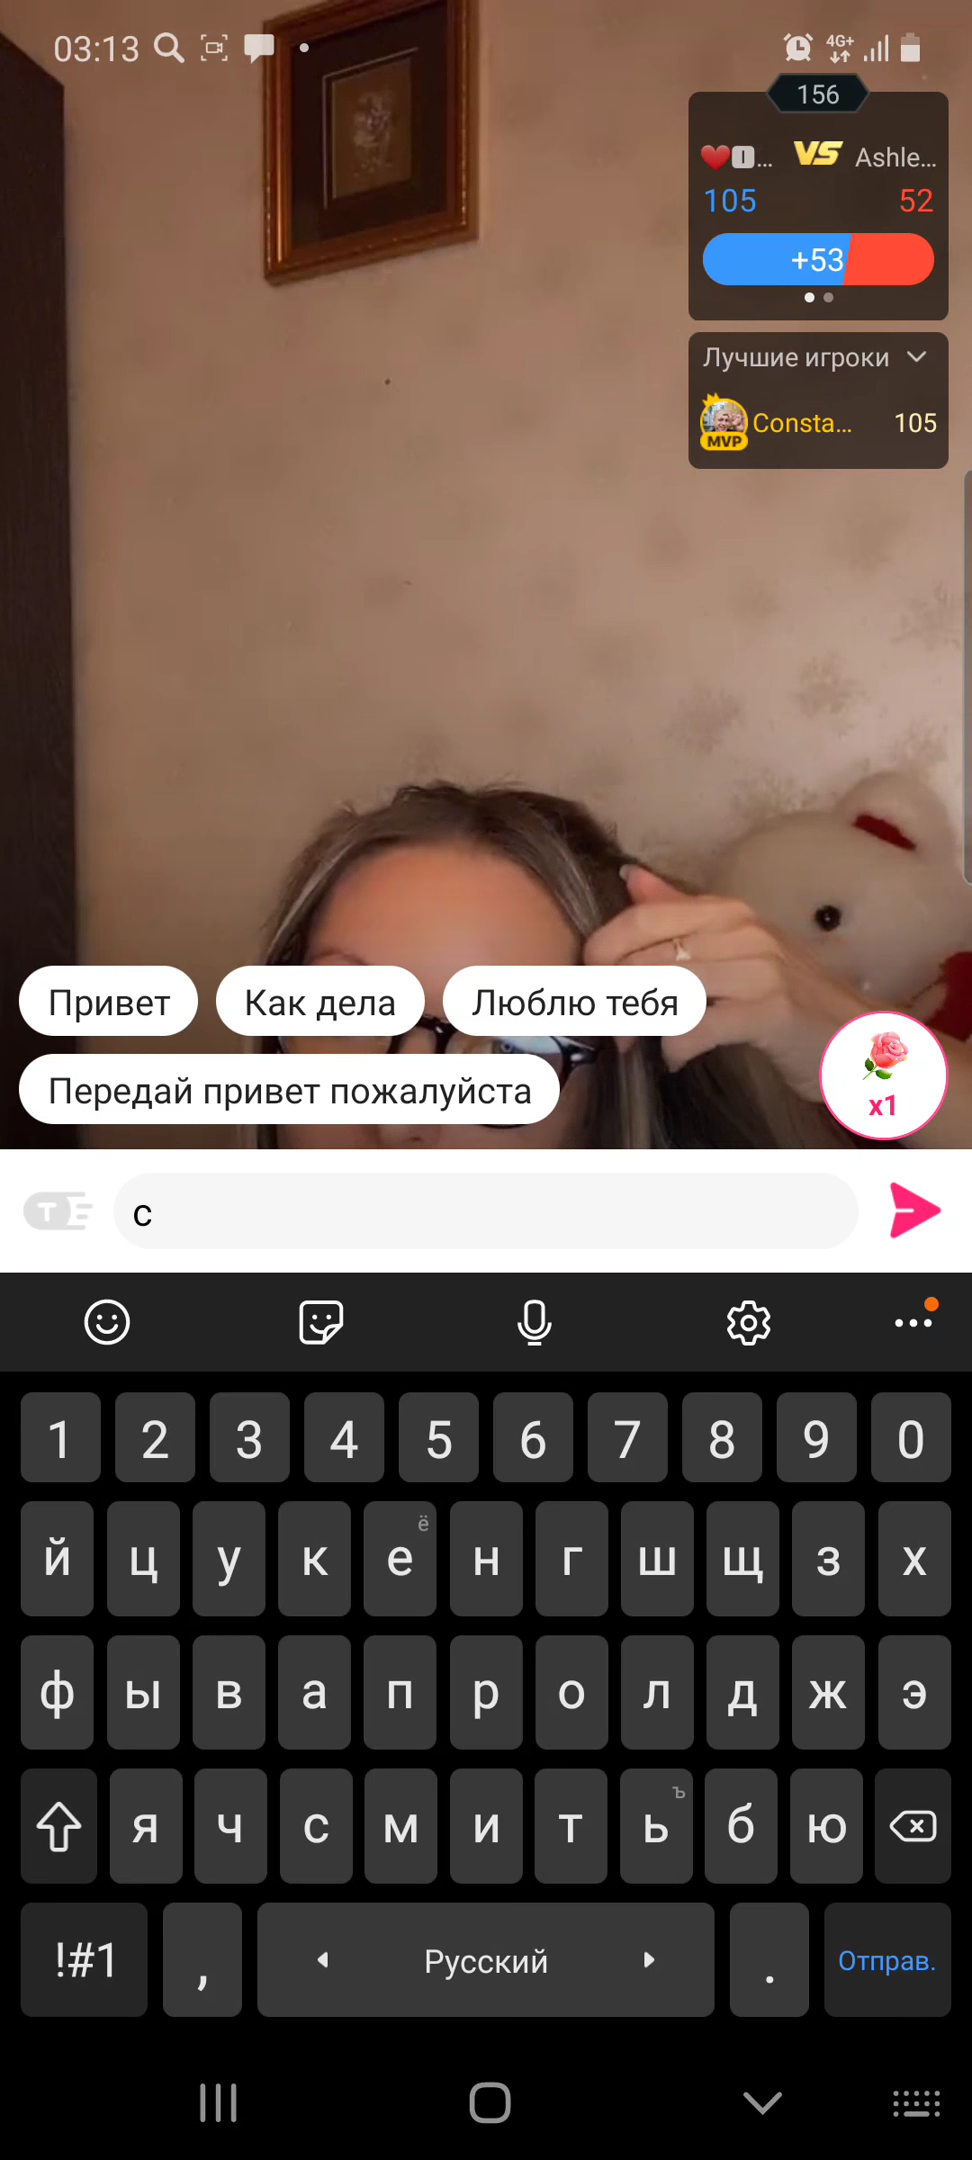 03:13
4G+
156
❤️I... VS Ashle...
105 52
+53
Лучшие игроки
MVP Consta... 105
Привет Как дела Люблю тебя
Передай привет пожалуйста
x1
T с
1 2 3 4 5 6 7 8 9 0
й ц у к е ё н г ш щ з х
ф ы в а п р о л д ж э
я ч с м и т ь ъ б ю
!#1 , Русский . Отправ.